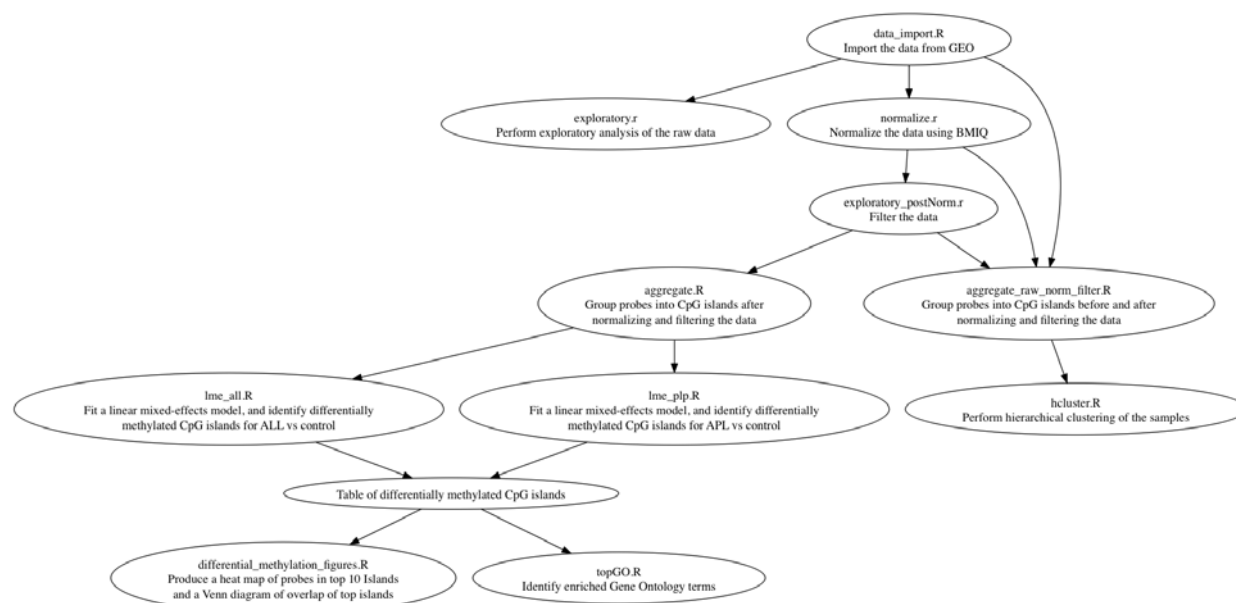 data_import.R
Import the data from GEO
exploratory.r
Perform exploratory analysis of the raw data
normalize.r
Normalize the data using BMIQ
exploratory_postNorm.r
Filter the data
aggregate.R
Group probes into CpG islands after
normalizing and filtering the data
aggregate_raw_norm_filter.R
Group probes into CpG islands before and after
normalizing and filtering the data
lme_all.R
Fit a linear mixed-effects model, and identify differentially
methylated CpG islands for ALL vs control
lme_plp.R
Fit a linear mixed-effects model, and identify differentially
methylated CpG islands for APL vs control
hcluster.R
Perform hierarchical clustering of the samples
Table of differentially methylated CpG islands
differential_methylation_figures.R
Produce a heat map of probes in top 10 Islands
and a Venn diagram of overlap of top islands
topGO.R
Identify enriched Gene Ontology terms